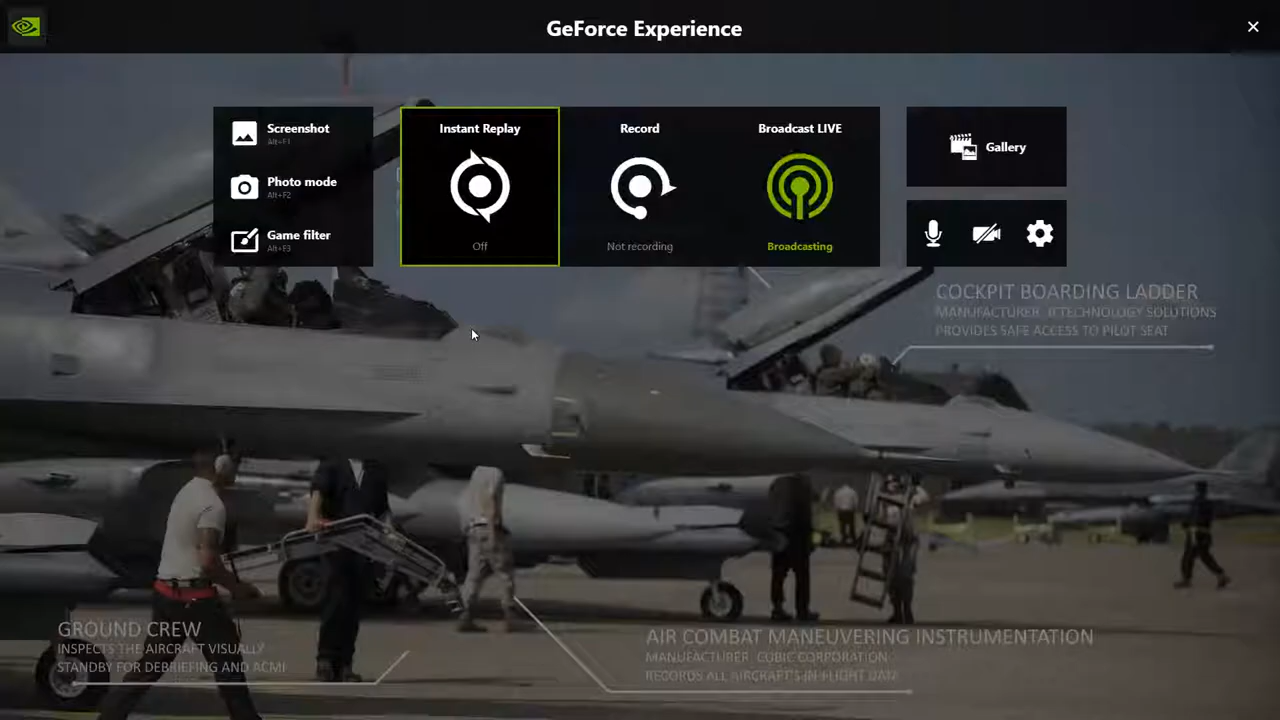 GeForce Experience
Screenshot
Alt+F1
Photo mode
Alt+F2
Game filter
Alt+F3
Instant Replay
Off
Record
Not recording
Broadcast LIVE
Broadcasting
Gallery
COCKPIT BOARDING LADDER
MANUFACTURER TECHNOLOGY SOLUTIONS
PROVIDES SAFE ACCESS TO PILOT SEAT
GROUND CREW
INSPECTS THE AIRCRAFT VISUALLY
STANDBY FOR DEBRIEFING AND ACMI
AIR COMBAT MANEUVERING INSTRUMENTATION
MANUFACTURER CUBIC CORPORATION
RECORDS ALL AIRCRAFT'S IN-FLIGHT DATA